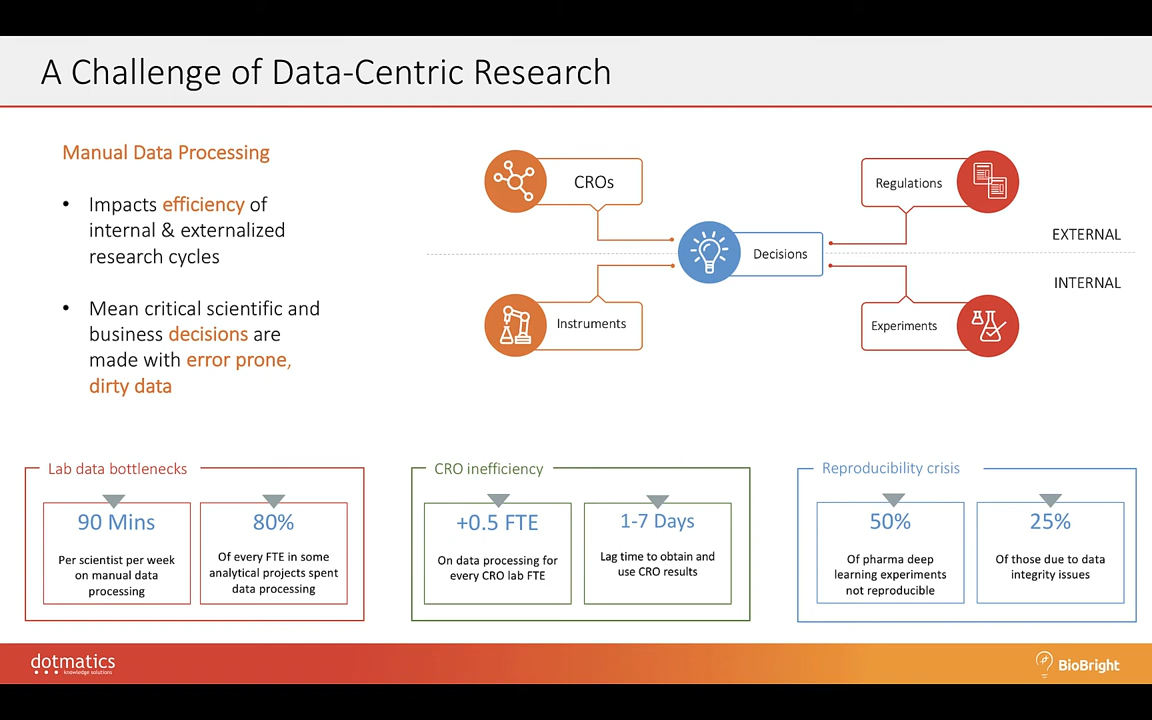 A Challenge of Data-Centric Research
Manual Data Processing
• Impacts efficiency of
internal & externalized
research cycles
• Mean critical scientific and
business decisions are
made with error prone,
dirty data
CROs
Regulations
EXTERNAL
Decisions
INTERNAL
Instruments
Experiments
Lab data bottlenecks
90 Mins
Per scientist per week
on manual data
processing
80%
Of every FTE in some
analytical projects spent
data processing
CRO inefficiency
+0.5 FTE
On data processing for
every CRO lab FTE
1-7 Days
Lag time to obtain and
use CRO results
Reproducibility crisis
50%
Of pharma deep
learning experiments
not reproducible
25%
Of those due to data
integrity issues
dotmatics
knowledge solutions
BioBright